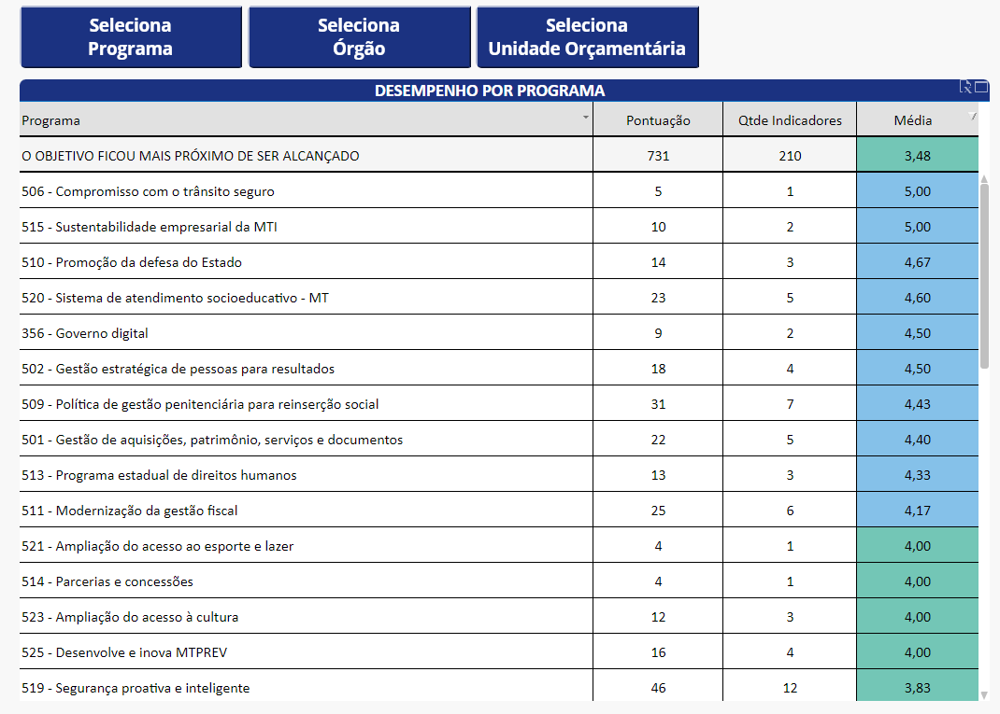 Seleciona
Programa
Seleciona
Órgão
Seleciona
Unidade Orçamentária
DESEMPENHO POR PROGRAMA
Programa Pontuação Qtde Indicadores Média
O OBJETIVO FICOU MAIS PRÓXIMO DE SER ALCANÇADO 731 210 3,48
506 - Compromisso com o trânsito seguro 5 1 5,00
515 - Sustentabilidade empresarial da MTI 10 2 5,00
510 - Promoção da defesa do Estado 14 3 4,67
520 - Sistema de atendimento socioeducativo - MT 23 5 4,60
356 - Governo digital 9 2 4,50
502 - Gestão estratégica de pessoas para resultados 18 4 4,50
509 - Política de gestão penitenciária para reinserção social 31 7 4,43
501 - Gestão de aquisições, patrimônio, serviços e documentos 22 5 4,40
513 - Programa estadual de direitos humanos 13 3 4,33
511 - Modernização da gestão fiscal 25 6 4,17
521 - Ampliação do acesso ao esporte e lazer 4 1 4,00
514 - Parcerias e concessões 4 1 4,00
523 - Ampliação do acesso à cultura 12 3 4,00
525 - Desenvolve e inova MTPREV 16 4 4,00
519 - Segurança proativa e inteligente 46 12 3,83